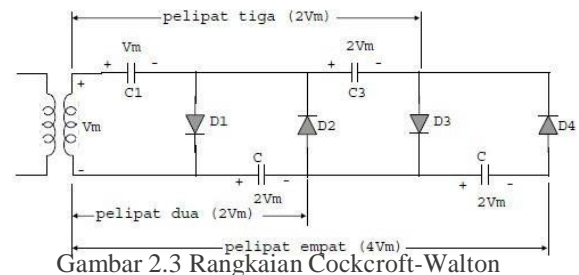 pelipat tiga (2Vm)
Vm 2Vm
+ - + -
+ C1 C3
Vm D1 D2 D3 D4
C C
- + - + -
2Vm 2Vm
pelipat dua (2Vm)
pelipat empat (4Vm)
Gambar 2.3 Rangkaian Cockcroft-Walton